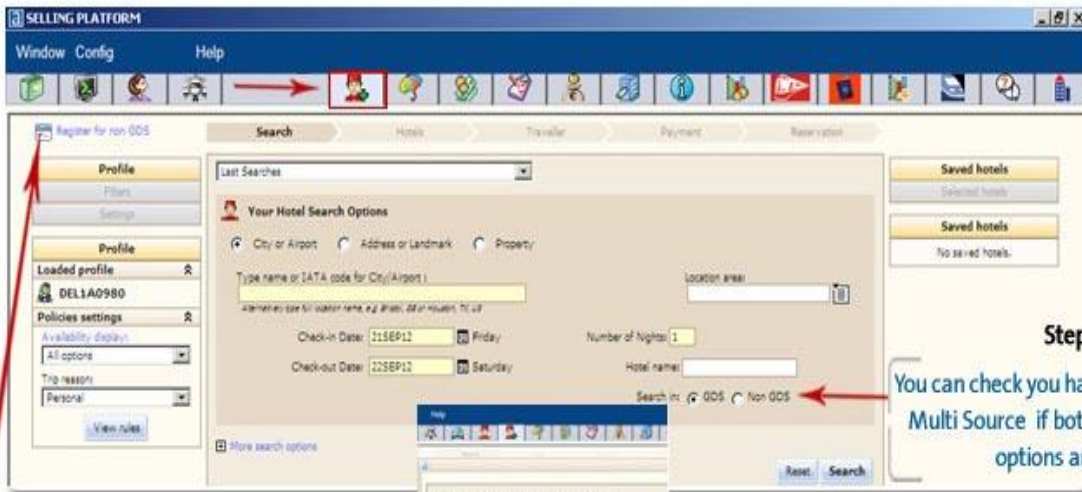 SELLING PLATFORM
Window Config Help
Register for non GDS
Search Hotels Traveller Payment Reservation
Profile
Filters
Settings
Profile
Loaded profile
DEL1A0980
Policies settings
Availability display:
All options
Trip reason:
Personal
View rules
Last Searches
Your Hotel Search Options
City or Airport Address or Landmark Property
Type name or IATA code for City/Airport :
Location area:
Alternatively type full location name, e.g.
Check-in Date: 21SEP12 Friday Number of Nights: 1
Check-out Date: 22SEP12 Saturday Hotel name:
Search in: GDS Non GDS
More search options
Help
Reset Search
Saved hotels
Selected hotels
Saved hotels
No saved hotels.
Step
You can check you ha
Multi Source if bot
options a